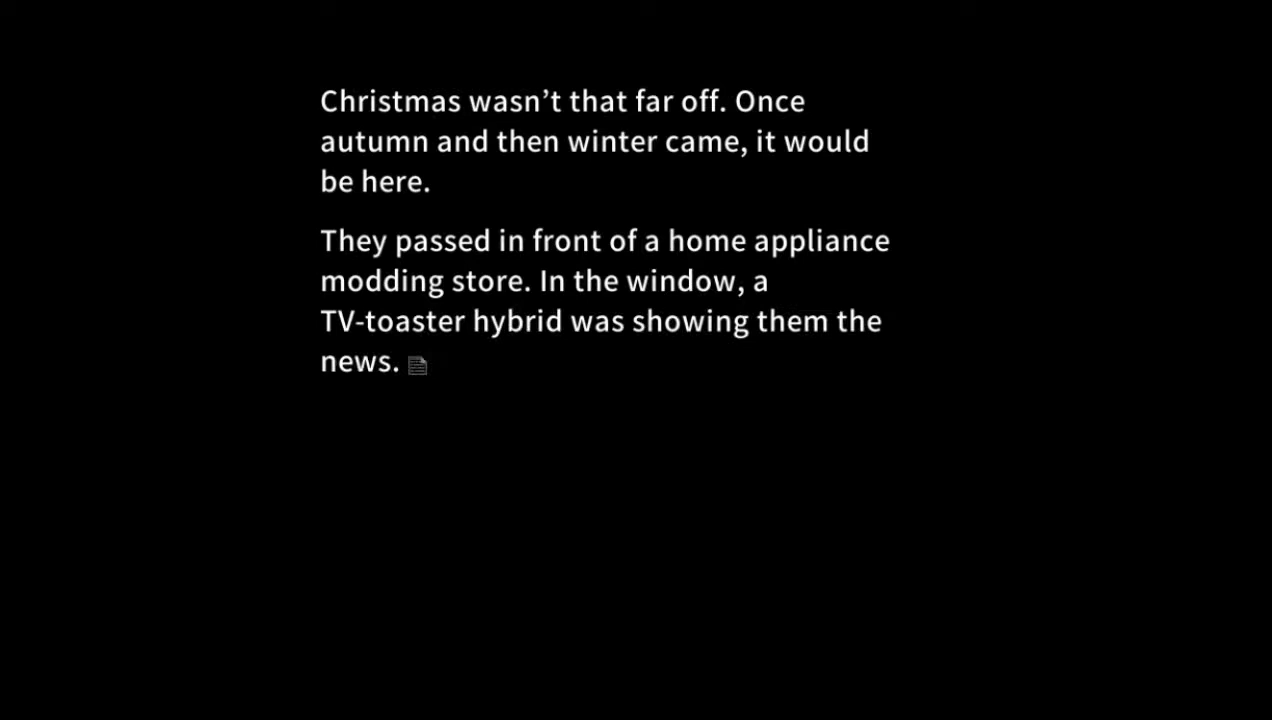 Christmas wasn’t that far off. Once
autumn and then winter came, it would
be here.
They passed in front of a home appliance
modding store. In the window, a
TV-toaster hybrid was showing them the
news.